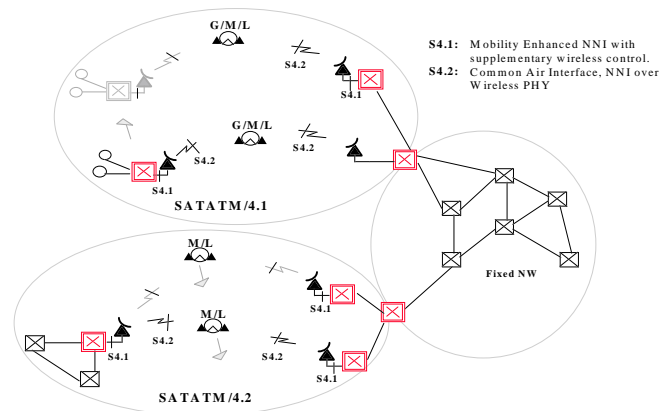 G/M/L
S4.1: Mobility Enhanced NNI with
supplementary wireless control.
S4.2: Common Air Interface, NNI over
Wireless PHY
S4.2
S4.1
G/M/L
S4.2
S4.2
S4.1
SATATM/4.1
M/L
Fixed NW
M/L
S4.1
S4.1
S4.2
S4.2
S4.1
SATATM/4.2